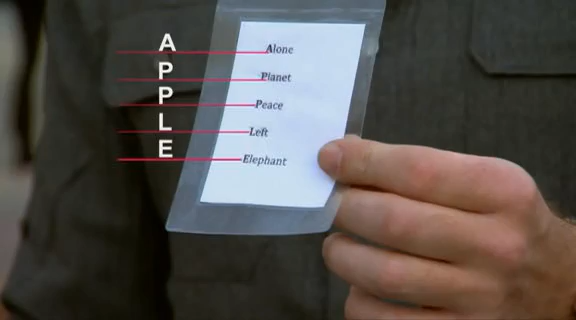 A Alone
P Planet
P Peace
L Left
E Elephant